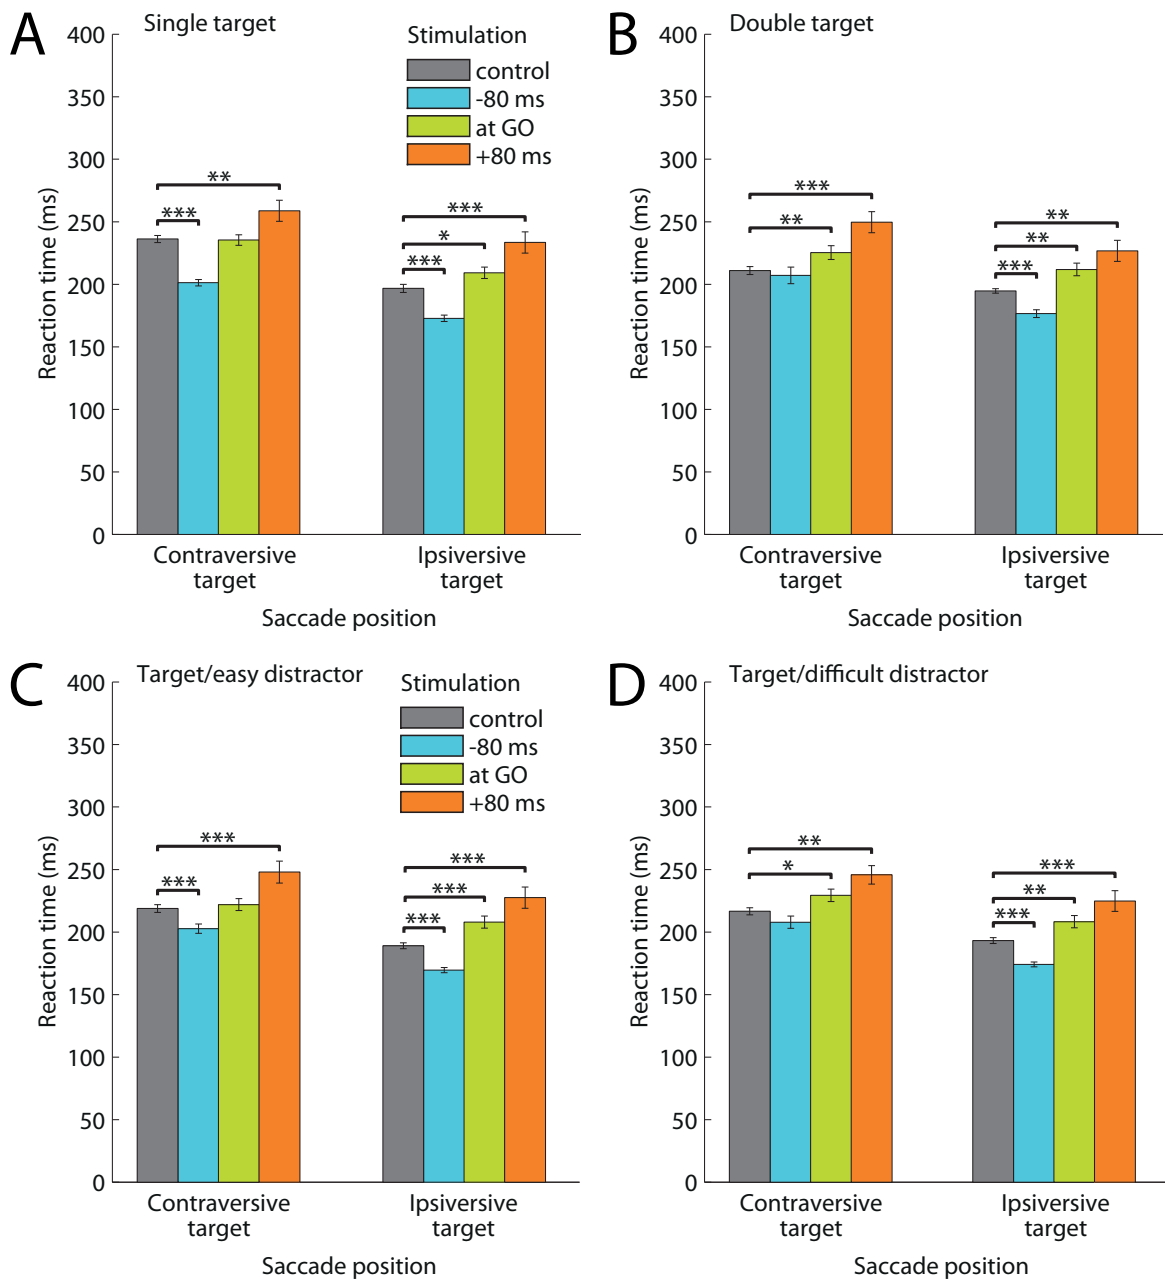 A
Single target
Stimulation
control
-80 ms
at GO
+80 ms
400
350
300
250
200
150
100
50
0
Reaction time (ms)
**
***
***
*
***
Contraversive
target
Ipsiversive
target
Saccade position
B
Double target
400
350
300
250
200
150
100
50
0
Reaction time (ms)
***
**
**
**
***
Contraversive
target
Ipsiversive
target
Saccade position
C
Target/easy distractor
Stimulation
control
-80 ms
at GO
+80 ms
400
350
300
250
200
150
100
50
0
Reaction time (ms)
***
***
***
***
***
Contraversive
target
Ipsiversive
target
Saccade position
D
Target/difficult distractor
400
350
300
250
200
150
100
50
0
Reaction time (ms)
**
*
***
**
***
Contraversive
target
Ipsiversive
target
Saccade position